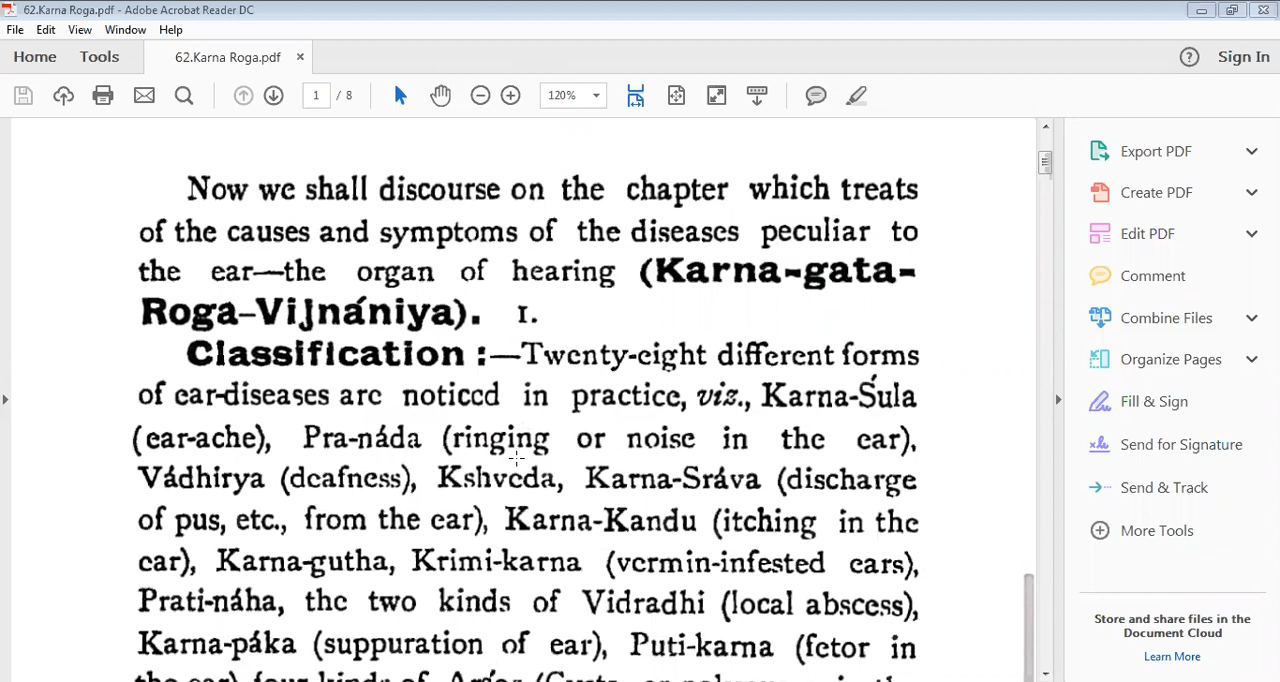 62.Karna Roga.pdf - Adobe Acrobat Reader DC
File Edit View Window Help
Home Tools 62.Karna Roga.pdf × Sign In
1 / 8 120%
Now we shall discourse on the chapter which treats
of the causes and symptoms of the diseases peculiar to
the ear—the organ of hearing (Karna-gata-
Roga-Vijnániya). 1.
Classification :—Twenty-eight different forms
of ear-diseases are noticed in practice, viz., Karna-Śula
(ear-ache), Pra-náda (ringing or noise in the ear),
Vádhirya (deafness), Kshveda, Karna-Sráva (discharge
of pus, etc., from the ear), Karna-Kandu (itching in the
ear), Karna-gutha, Krimi-karna (vermin-infested ears),
Prati-náha, the two kinds of Vidradhi (local abscess),
Karna-páka (suppuration of ear), Puti-karna (fetor in
the ear) four kinds of
Export PDF
Create PDF
Edit PDF
Comment
Combine Files
Organize Pages
Fill & Sign
Send for Signature
Send & Track
More Tools
Store and share files in the
Document Cloud
Learn More